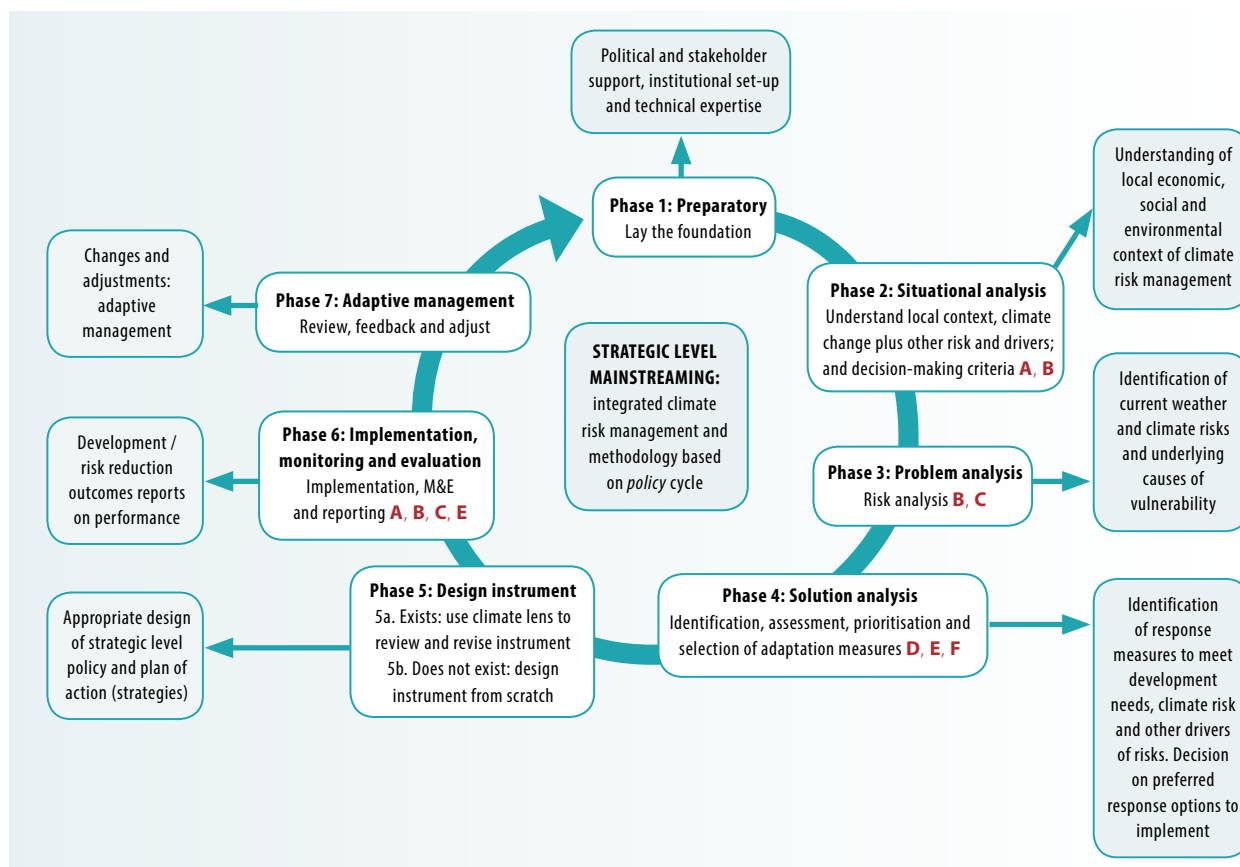 Political and stakeholder
support, institutional set-up
and technical expertise
Phase 1: Preparatory
Lay the foundation
Understanding of
local economic,
social and
environmental
context of climate
risk management
Phase 2: Situational analysis
Understand local context, climate
change plus other risk and drivers;
and decision-making criteria A, B
Identification of
current weather
and climate risks
and underlying
causes of
vulnerability
Phase 3: Problem analysis
Risk analysis B, C
Phase 4: Solution analysis
Identification, assessment, prioritisation and
selection of adaptation measures D, E, F
Identification
of response
measures to meet
development
needs, climate risk
and other drivers
of risks. Decision
on preferred
response options to
implement
Phase 5: Design instrument
5a. Exists: use climate lens to
review and revise instrument
5b. Does not exist: design
instrument from scratch
Appropriate design
of strategic level
policy and plan of
action (strategies)
Phase 6: Implementation,
monitoring and evaluation
Implementation, M&E
and reporting A, B, C, E
Development /
risk reduction
outcomes reports
on performance
Phase 7: Adaptive management
Review, feedback and adjust
Changes and
adjustments:
adaptive
management
STRATEGIC LEVEL
MAINSTREAMING:
integrated climate
risk management and
methodology based
on policy cycle